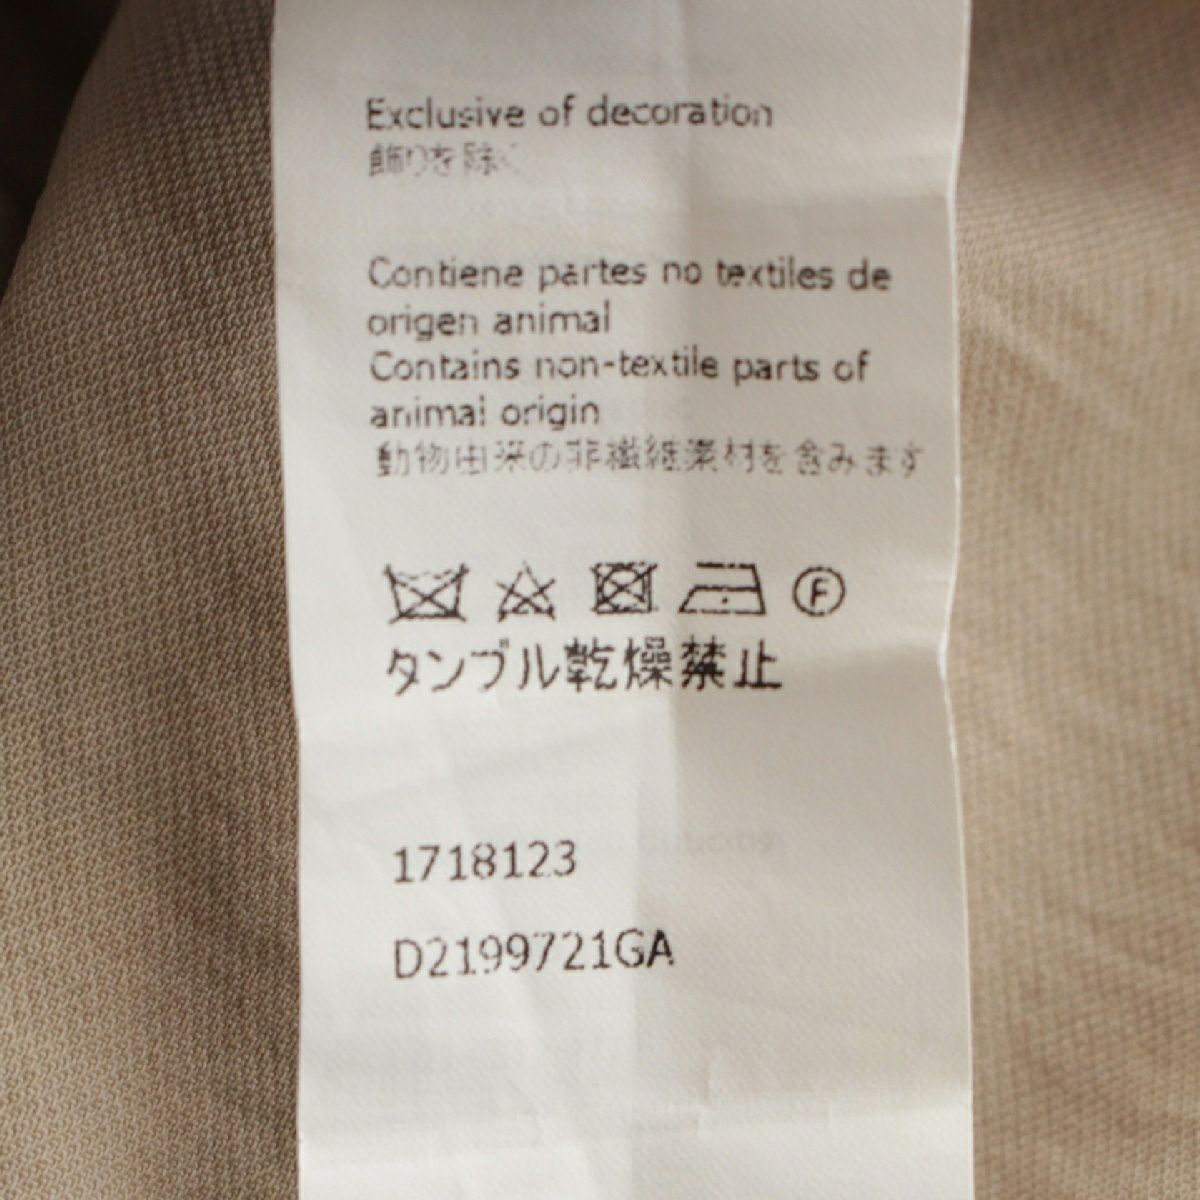 Exclusive of decoration
飾りを除く
Contiene partes no textiles de
origen animal
Contains non-textile parts of
animal origin
動物由来の非繊維素材を含みます
F
タンブル乾燥禁止
1718123
D2199721GA